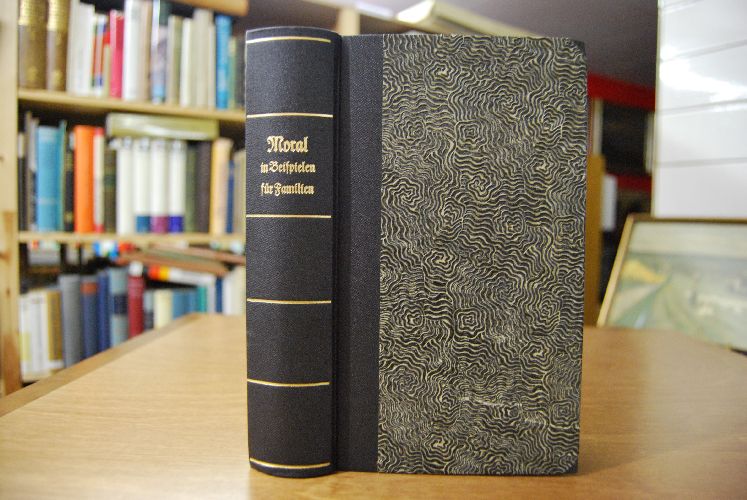 Moral
in Beispielen
für Familien